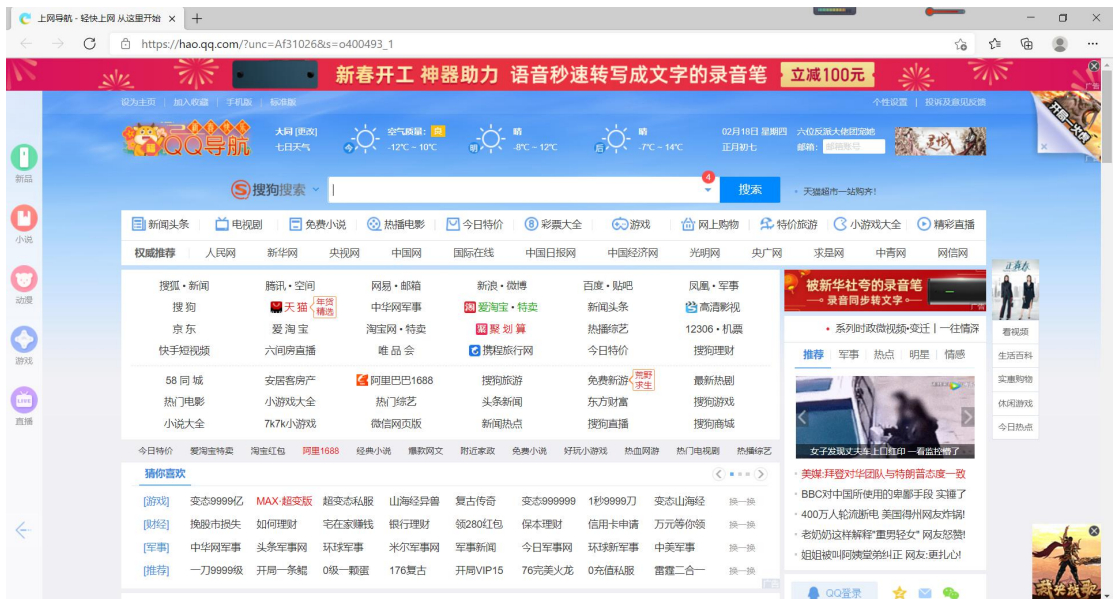 上网导航 - 轻快上网 从这里开始
https://hao.qq.com/?unc=Af31026&s=o400493_1
新春开工 神器助力 语音秒速转写成文字的录音笔 立减100元
设为主页 | 加入收藏 | 手机版 | 标准版
个性设置 | 投诉及意见反馈
QQ导航
大同 [更改]
七日天气
空气质量: 良
今 -12℃ ~ 10℃
晴
明 -8℃ ~ 12℃
晴
后 -7℃ ~ 14℃
02月18日 星期四
正月初七
六位反派大佬团宠她
邮箱: 邮箱帐号
搜狗搜索
4
搜索
天猫超市一站购齐!
新品
小说
动漫
游戏
LIVE
直播
新闻头条 电视剧 免费小说 热播电影 今日特价 彩票大全 游戏 网上购物 特价旅游 小游戏大全 精彩直播
权威推荐 人民网 新华网 央视网 中国网 国际在线 中国日报网 中国经济网 光明网 央广网 求是网 中青网 网信网
搜狐 • 新闻 腾讯 • 空间 网易 • 邮箱 新浪 • 微博 百度 • 贴吧 凤凰 • 军事
搜 狗 天猫 年货精选 中华网军事 爱淘宝 • 特卖 新闻头条 高清影视
京 东 爱 淘 宝 淘宝网 • 特卖 聚 划 算 热播综艺 12306 • 机票
快手短视频 六间房直播 唯 品 会 携程旅行网 今日特价 搜狗理财
58 同 城 安居客房产 阿里巴巴1688 搜狗旅游 免费新游 荒野求生 最新热剧
热门电影 小游戏大全 热门综艺 头条新闻 东方财富 搜狗游戏
小说大全 7k7k小游戏 微信网页版 新闻热点 搜狗直播 搜狗商城
今日特价 爱淘宝特卖 淘宝红包 阿里1688 经典小说 爆款网文 附近家政 免费小说 好玩小游戏 热血网游 热门电视剧 热播综艺
猜你喜欢
[游戏] 变态9999亿 MAX·超变版 超变态私服 山海经异兽 复古传奇 变态999999 1秒9999刀 变态山海经 换一换
[财经] 挽股市损失 如何理财 宅在家赚钱 银行理财 领280红包 保本理财 信用卡申请 万元等你领 换一换
[军事] 中华网军事 头条军事网 环球军事 米尔军事网 军事新闻 今日军事网 环球新军事 中美军事 换一换
[推荐] 一刀9999级 开局一条鲲 0级一颗蛋 176复古 开局VIP15 76完美火龙 0充值私服 雷霆二合一 换一换
广告
被新华社夸的录音笔
录音同步转文字
广告
• 系列时政微视频•变迁 | 一往情深
推荐 | 军事 | 热点 | 明星 | 情感
女子发现丈夫车上口红印 一看监控懵了
美媒:拜登对华团队与特朗普态度一致
BBC对中国所使用的卑鄙手段 实锤了
400万人轮流断电 美国得州网友炸锅!
老奶奶这样解释"重男轻女" 网友怒赞!
姐姐被叫阿姨堂弟纠正 网友:更扎心!
QQ登录
看视频
生活百科
实惠购物
休闲游戏
今日热点